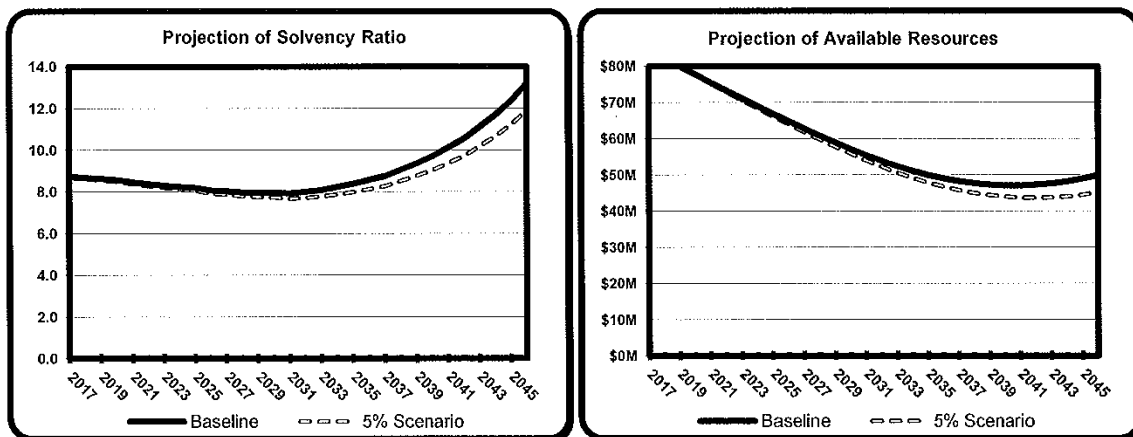 Projection of Solvency Ratio
14.0
12.0
10.0
8.0
6.0
4.0
2.0
0.0
2017 2019 2021 2023 2025 2027 2029 2031 2033 2035 2037 2039 2041 2043 2045
Baseline 5% Scenario
Projection of Available Resources
$80M
$70M
$60M
$50M
$40M
$30M
$20M
$10M
$0M
2017 2019 2021 2023 2025 2027 2029 2031 2033 2035 2037 2039 2041 2043 2045
Baseline 5% Scenario